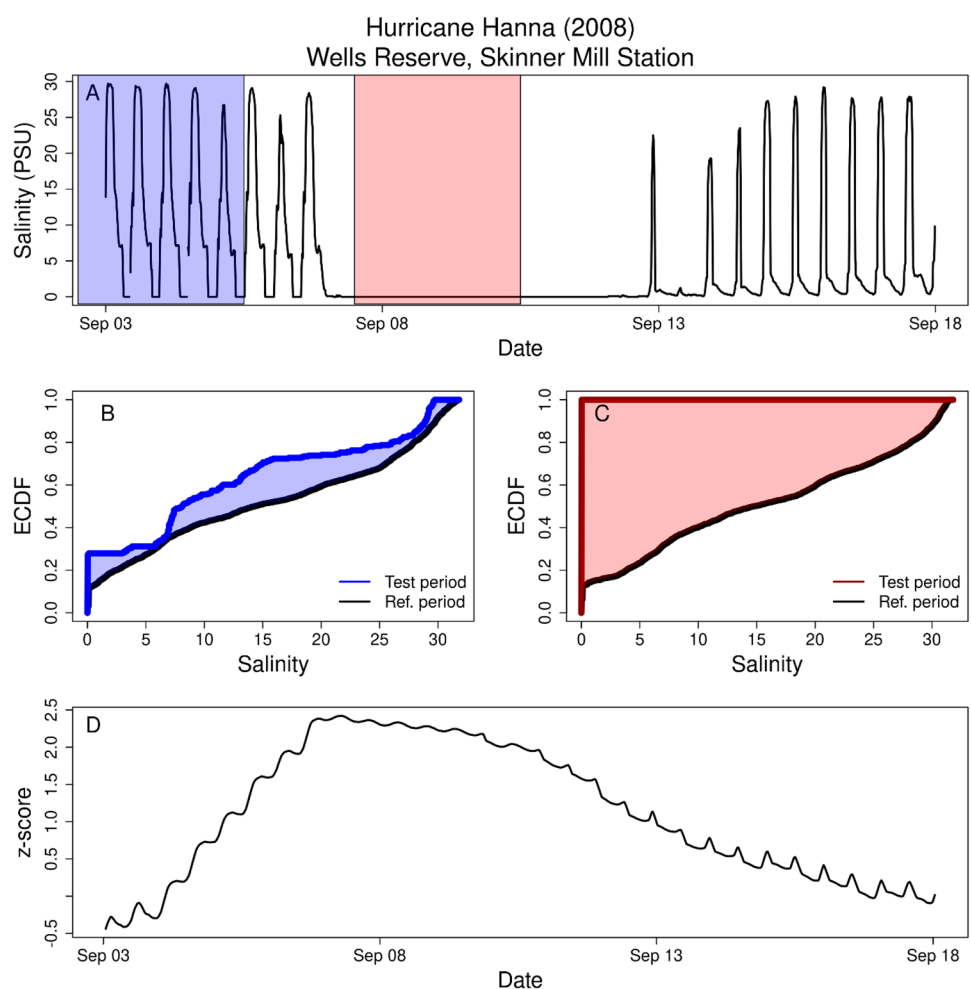 Hurricane Hanna (2008)
Wells Reserve, Skinner Mill Station
A
Salinity (PSU)
30
25
20
15
10
5
0
Sep 03 Sep 08 Sep 13 Sep 18
Date
B
ECDF
1.0
0.8
0.6
0.4
0.2
0.0
Test period
Ref. period
0 5 10 15 20 25 30
Salinity
C
ECDF
1.0
0.8
0.6
0.4
0.2
0.0
Test period
Ref. period
0 5 10 15 20 25 30
Salinity
D
z-score
2.5
2.0
1.5
1.0
0.5
-0.5
Sep 03 Sep 08 Sep 13 Sep 18
Date